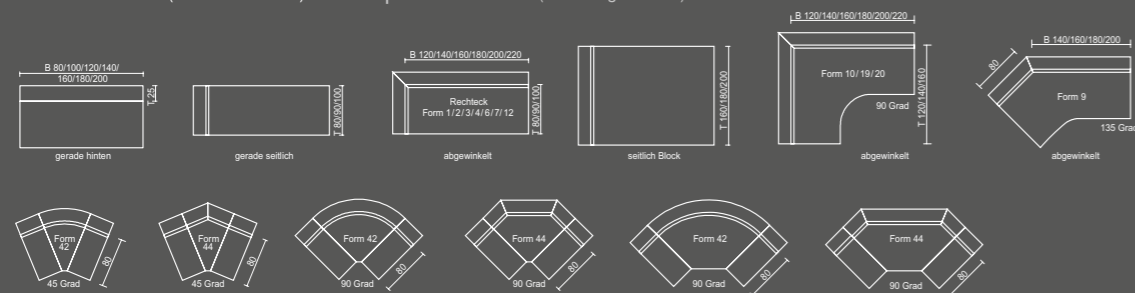 B 80/100/120/140/
160/180/200
T 25
gerade hinten
T 80/90/100
gerade seitlich
B 120/140/160/180/200/220
Rechteck
Form 1/2/3/4/6/7/12
T 80/90/100
abgewinkelt
T 160/180/200
seitlich Block
B 120/140/160/180/200/220
Form 10/19/20
90 Grad
T 120/140/160
abgewinkelt
80
B 140/160/180/200
Form 9
135 Grad
abgewinkelt
Form
42
80
45 Grad
Form
44
80
45 Grad
Form 42
80
90 Grad
Form 44
80
90 Grad
Form 42
80
90 Grad
Form 44
80
90 Grad